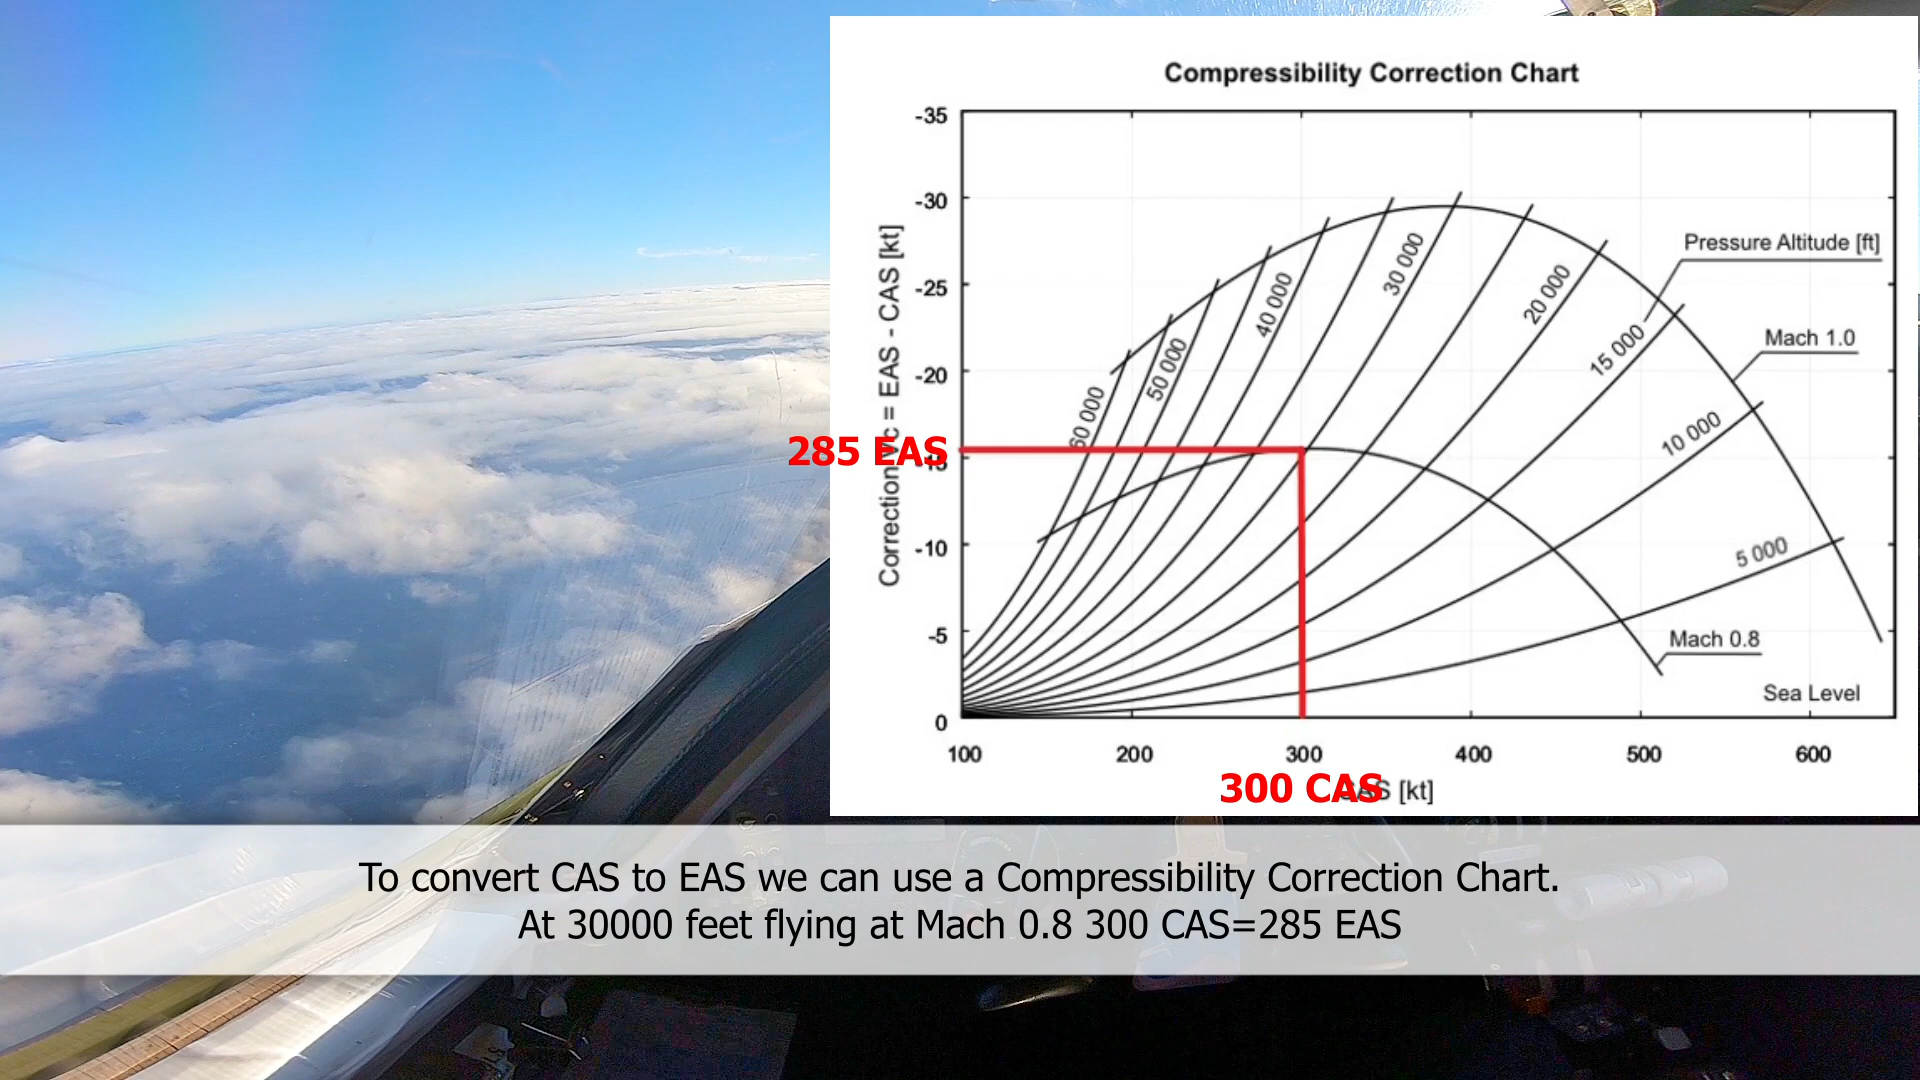 Compressibility Correction Chart
-35
-30
-25
-20
-10
-5
0
Correction Vc = EAS - CAS [kt]
285 EAS
60 000
50 000
40 000
30 000
20 000
15 000
10 000
5 000
Pressure Altitude [ft]
Mach 1.0
Mach 0.8
Sea Level
100 200 300 400 500 600
300 CAS
CAS [kt]
To convert CAS to EAS we can use a Compressibility Correction Chart.
At 30000 feet flying at Mach 0.8 300 CAS=285 EAS